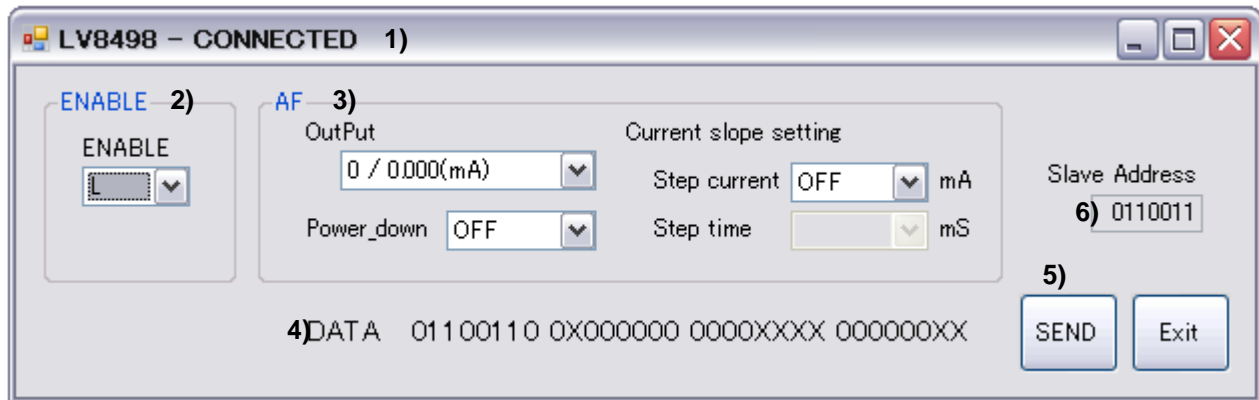 LV8498 - CONNECTED 1)
ENABLE 2)
ENABLE
L
AF 3)
OutPut
0 / 0.000(mA)
Power_down OFF
Current slope setting
Step current OFF mA
Step time mS
Slave Address
6) 0110011
4) DATA 01100110 0X000000 0000XXXX 000000XX
5)
SEND Exit